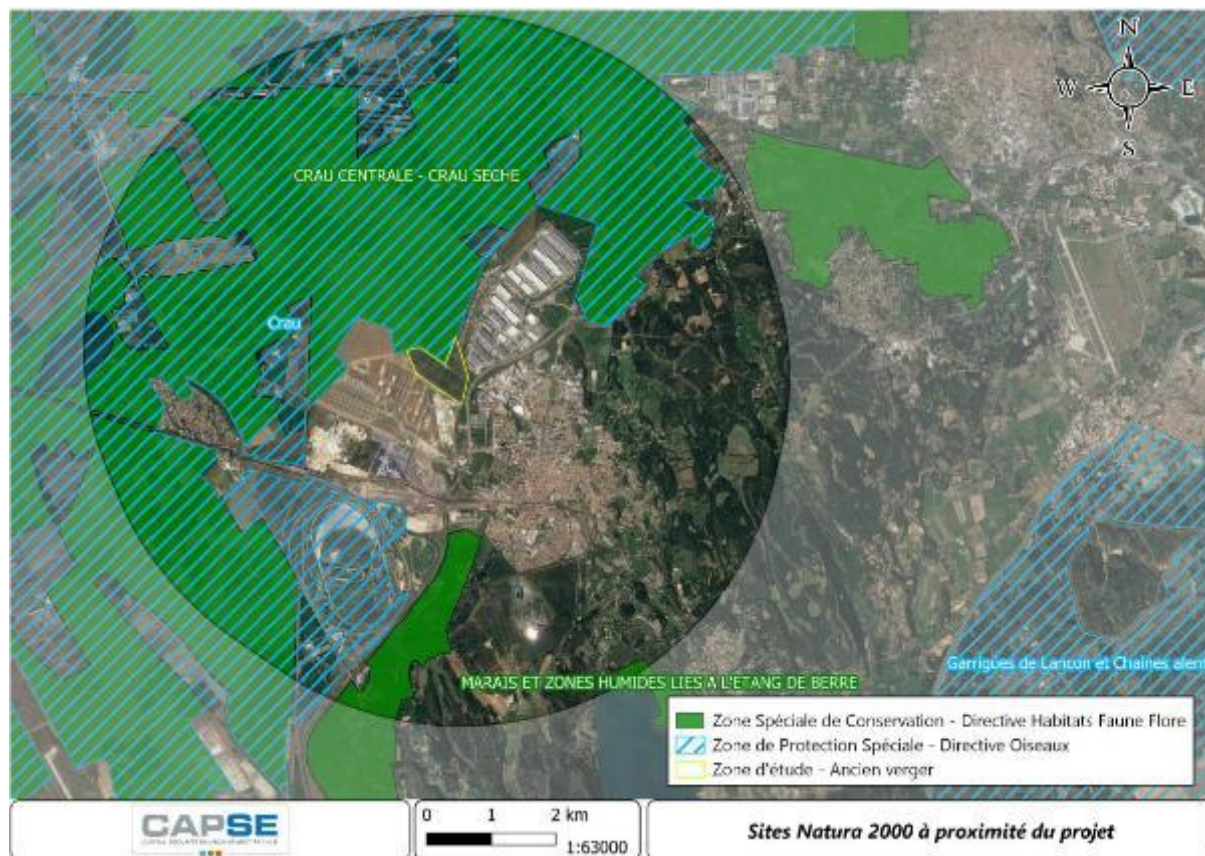 N
W E
S
CRAU CENTRALE - CRAU SECHE
Crau
Garrigues de Lancon et Chaines alent
MARAIS ET ZONES HUMIDES LIES A L'ETANG DE BERRE
Zone Spéciale de Conservation - Directive Habitats Faune Flore
Zone de Protection Spéciale - Directive Oiseaux
Zone d'étude - Ancien verger
CAPSE
0 1 2 km
1:63000
Sites Natura 2000 à proximité du projet